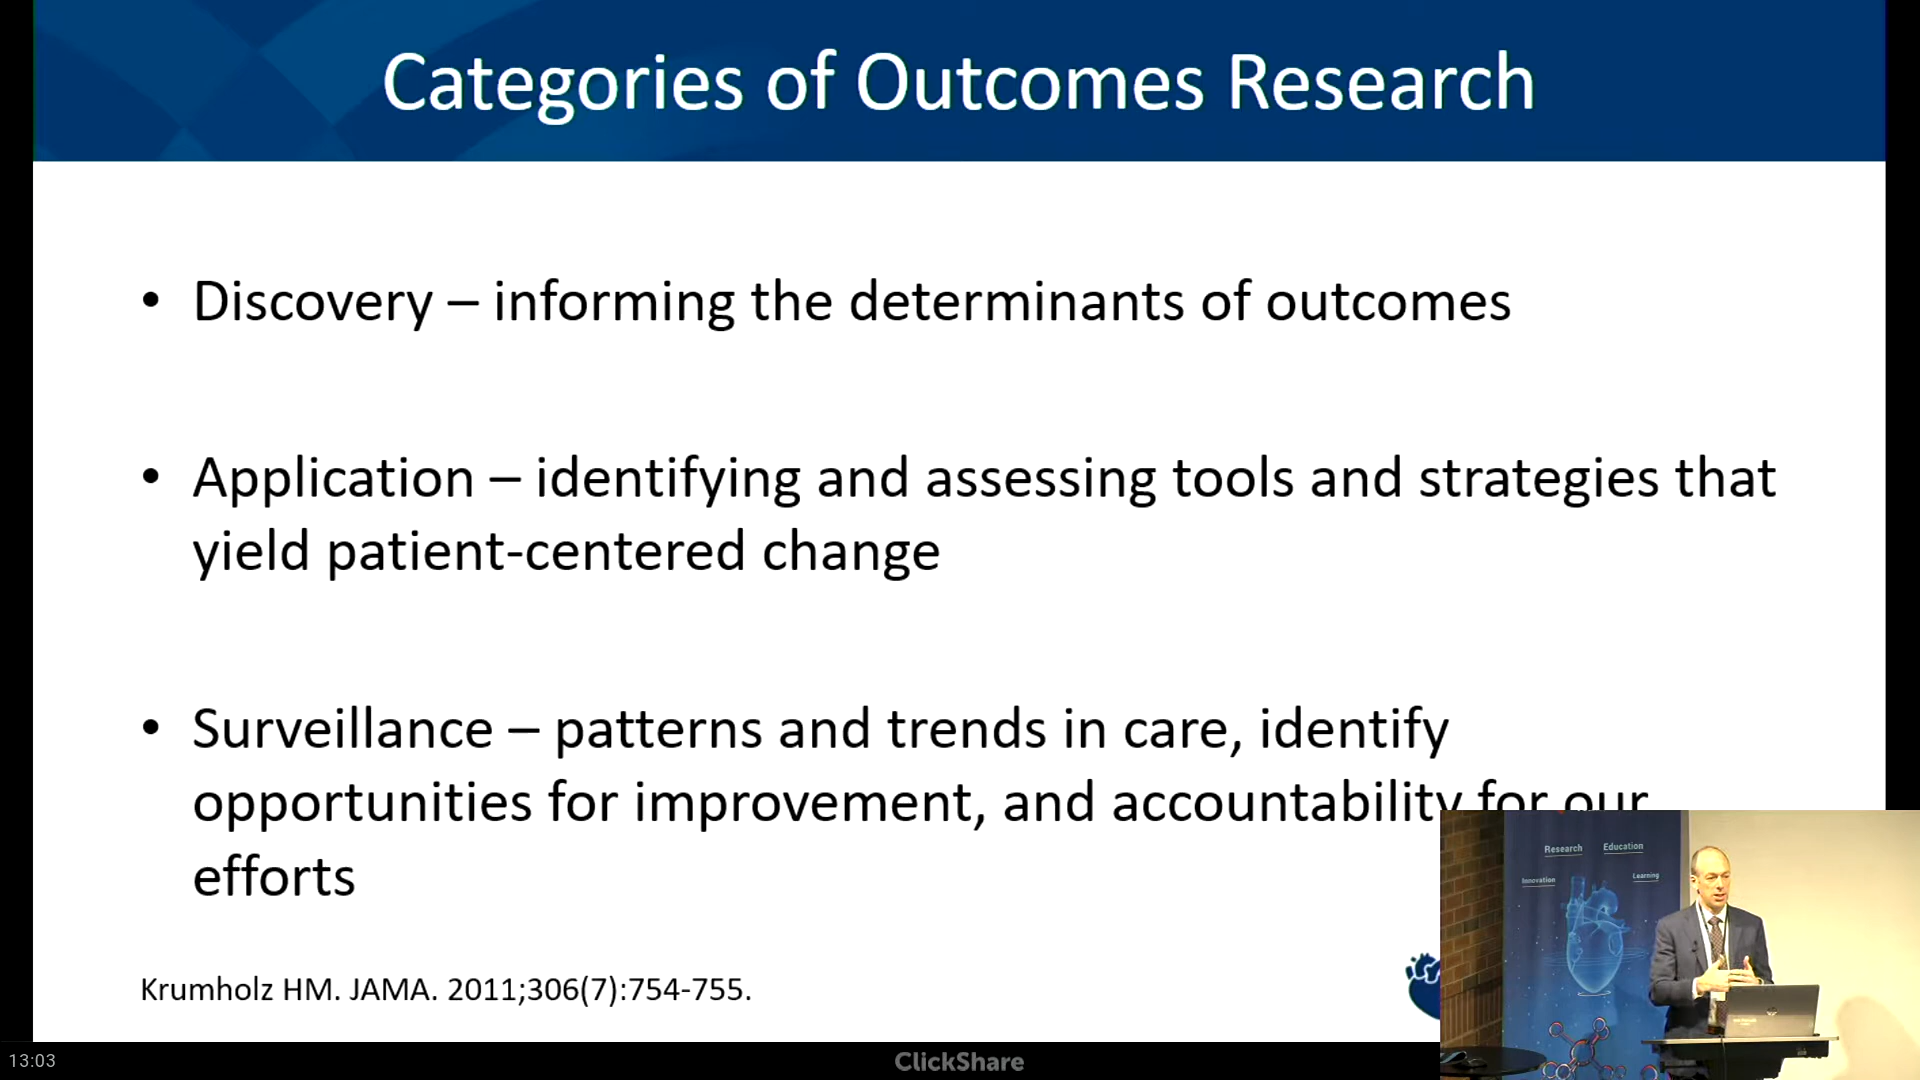 Categories of Outcomes Research
• Discovery – informing the determinants of outcomes
• Application – identifying and assessing tools and strategies that
yield patient-centered change
• Surveillance – patterns and trends in care, identify
opportunities for improvement, and accountability for our
efforts
Krumholz HM. JAMA. 2011;306(7):754-755.
Research Education
Innovation Learning
13:03
ClickShare